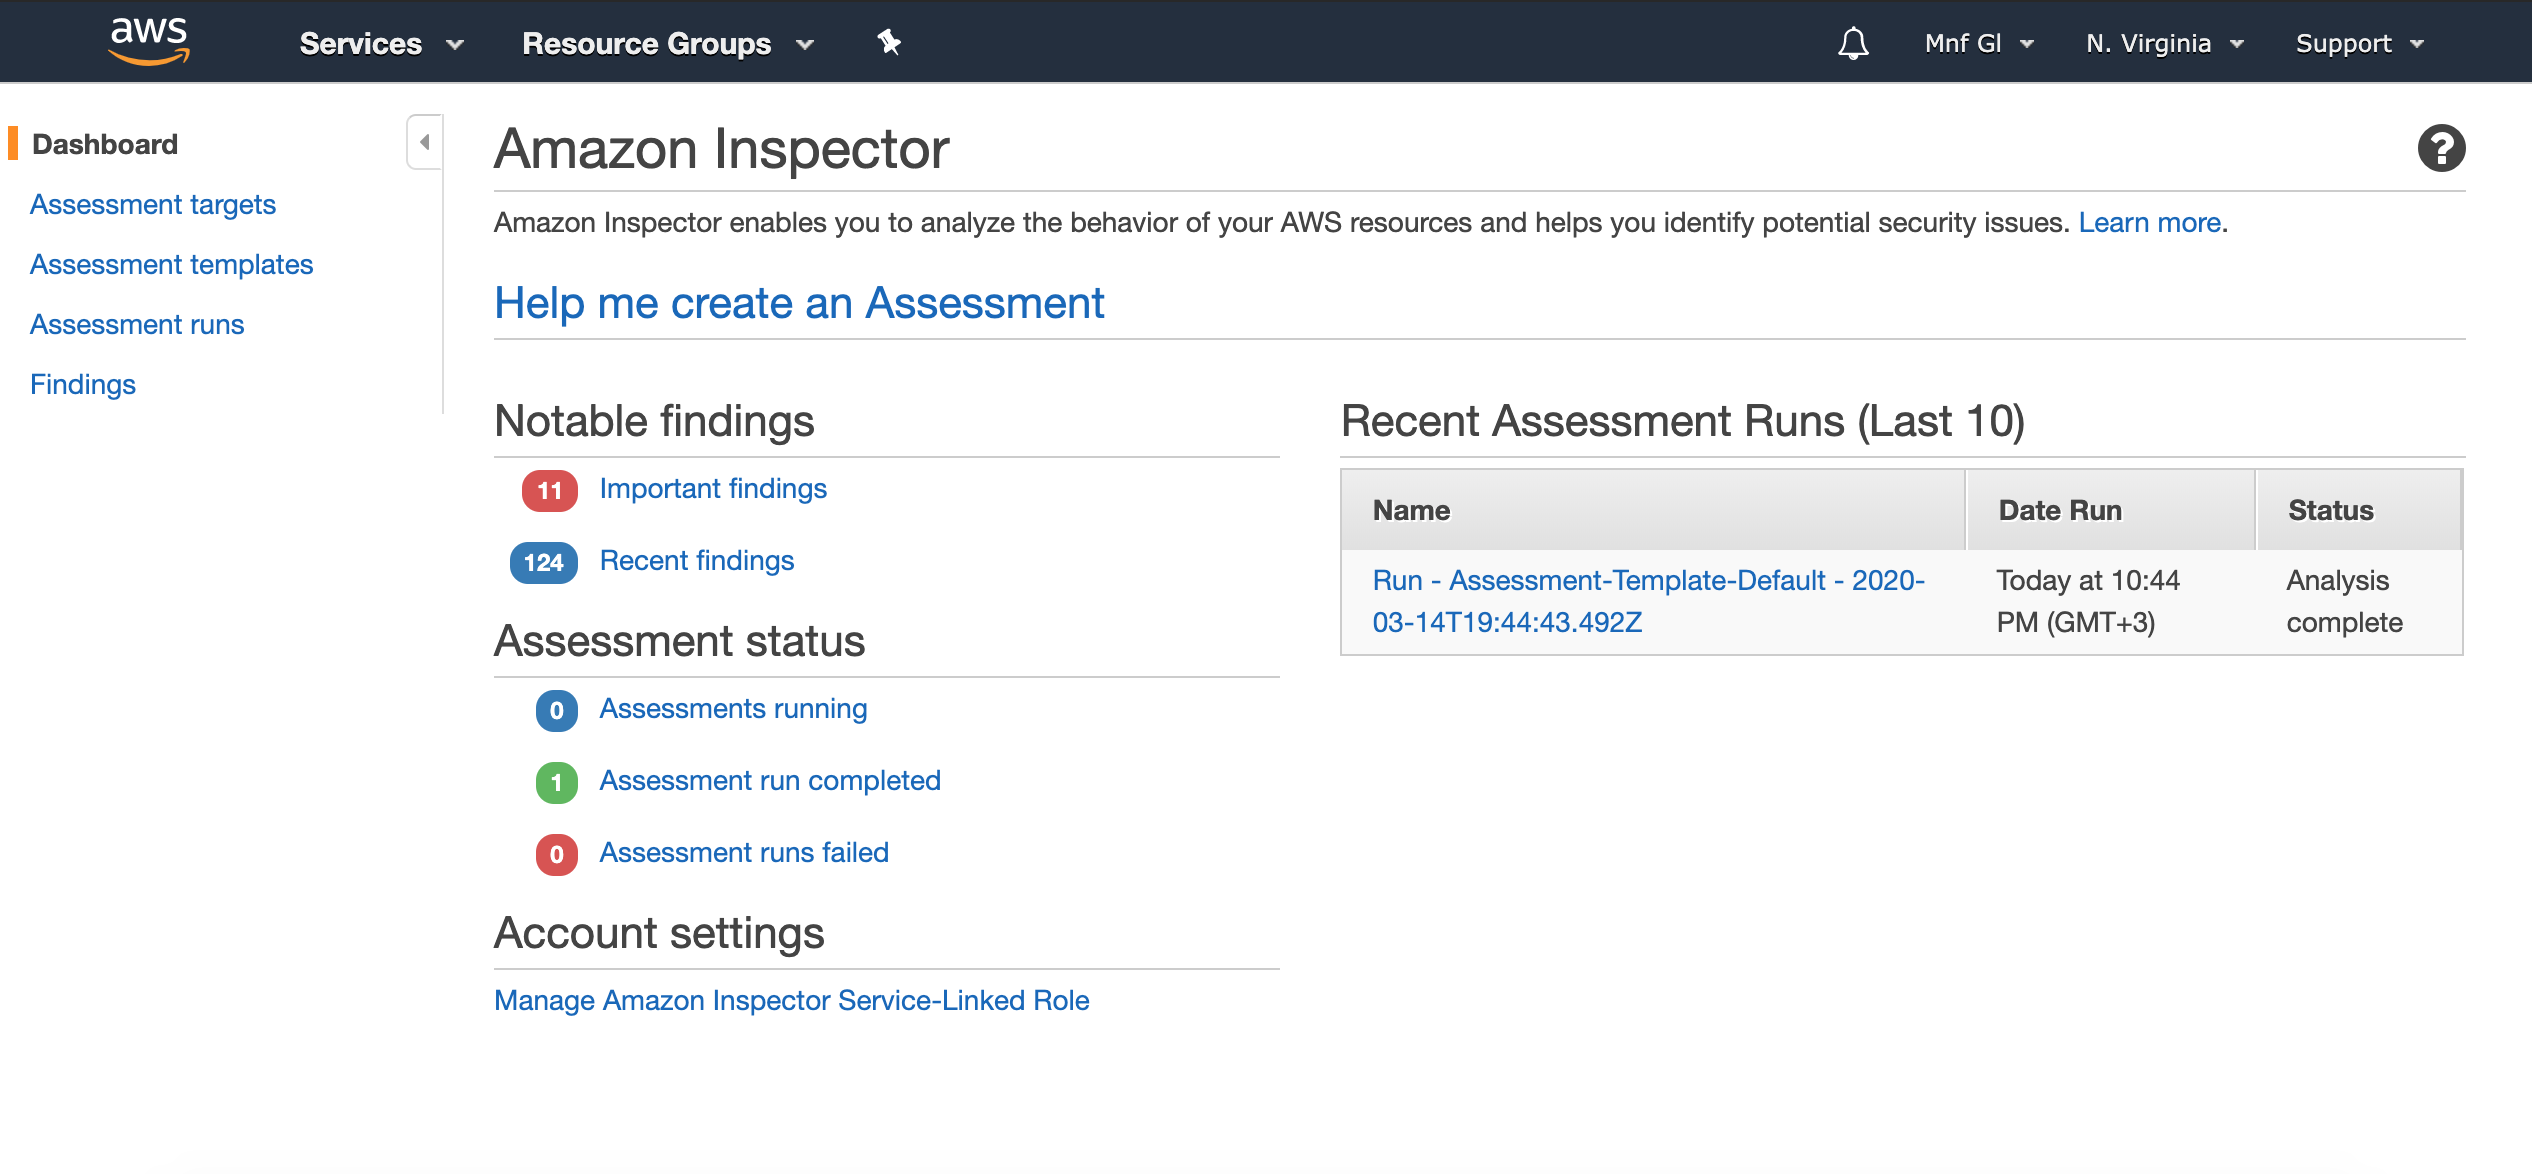 aws
Services
Resource Groups
Mnf Gl
N. Virginia
Support
Dashboard
Assessment targets
Assessment templates
Assessment runs
Findings
Amazon Inspector
?
Amazon Inspector enables you to analyze the behavior of your AWS resources and helps you identify potential security issues. Learn more.
Help me create an Assessment
Notable findings
11 Important findings
124 Recent findings
Assessment status
0 Assessments running
1 Assessment run completed
0 Assessment runs failed
Account settings
Manage Amazon Inspector Service-Linked Role
Recent Assessment Runs (Last 10)
Name Date Run Status
Run - Assessment-Template-Default - 2020- Today at 10:44 Analysis
03-14T19:44:43.492Z PM (GMT+3) complete